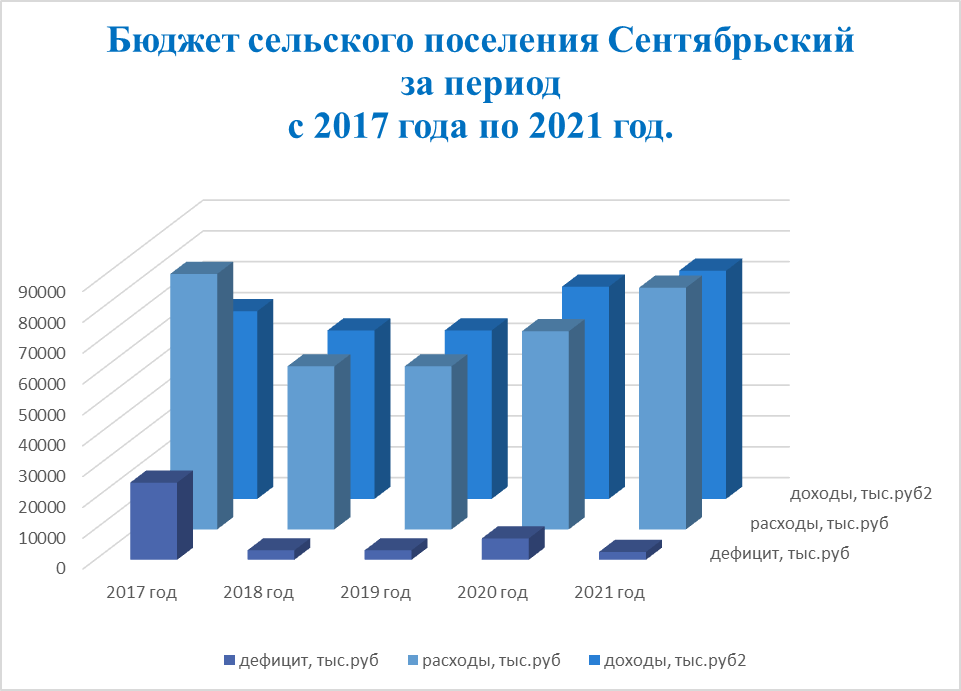 Бюджет сельского поселения Сентябрьский
за период
с 2017 года по 2021 год.
90000
80000
70000
60000
50000
40000
30000
20000
10000
0
доходы, тыс.руб2
расходы, тыс.руб
дефицит, тыс.руб
2017 год 2018 год 2019 год 2020 год 2021 год
дефицит, тыс.руб расходы, тыс.руб доходы, тыс.руб2